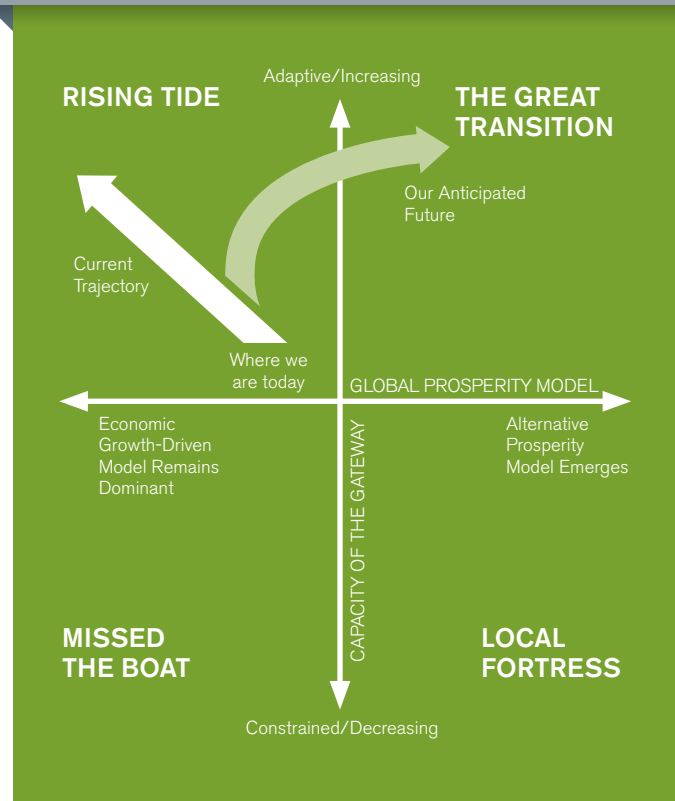 Adaptive/Increasing
RISING TIDE
THE GREAT
TRANSITION
Our Anticipated
Future
Current
Trajectory
Where we
are today
GLOBAL PROSPERITY MODEL
Economic
Growth-Driven
Model Remains
Dominant
Alternative
Prosperity
Model Emerges
CAPACITY OF THE GATEWAY
MISSED
THE BOAT
LOCAL
FORTRESS
Constrained/Decreasing